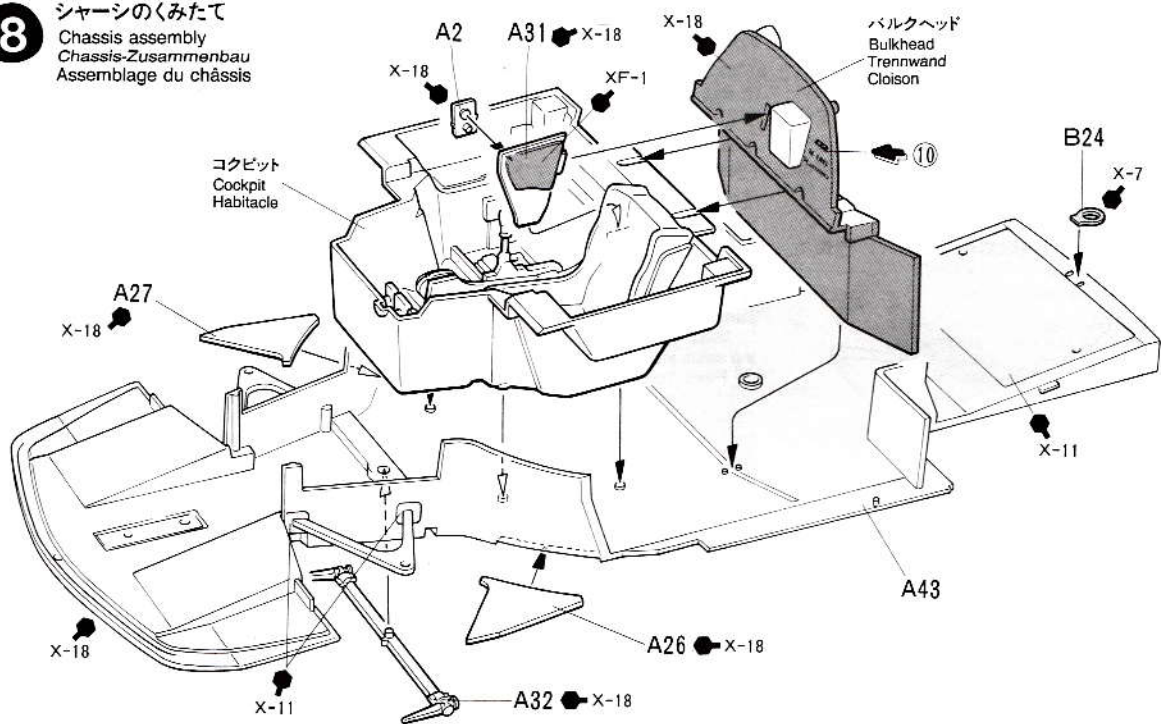 8
シャーシのくみたて
Chassis assembly
Chassis-Zusammenbau
Assemblage du châssis
A2
X-18
A31 X-18
XF-1
X-18
バルクヘッド
Bulkhead
Trennwand
Cloison
⑩
B24
X-7
コクピット
Cockpit
Habitacle
A27
X-18
X-11
A43
X-18
X-11
A26 X-18
A32 X-18